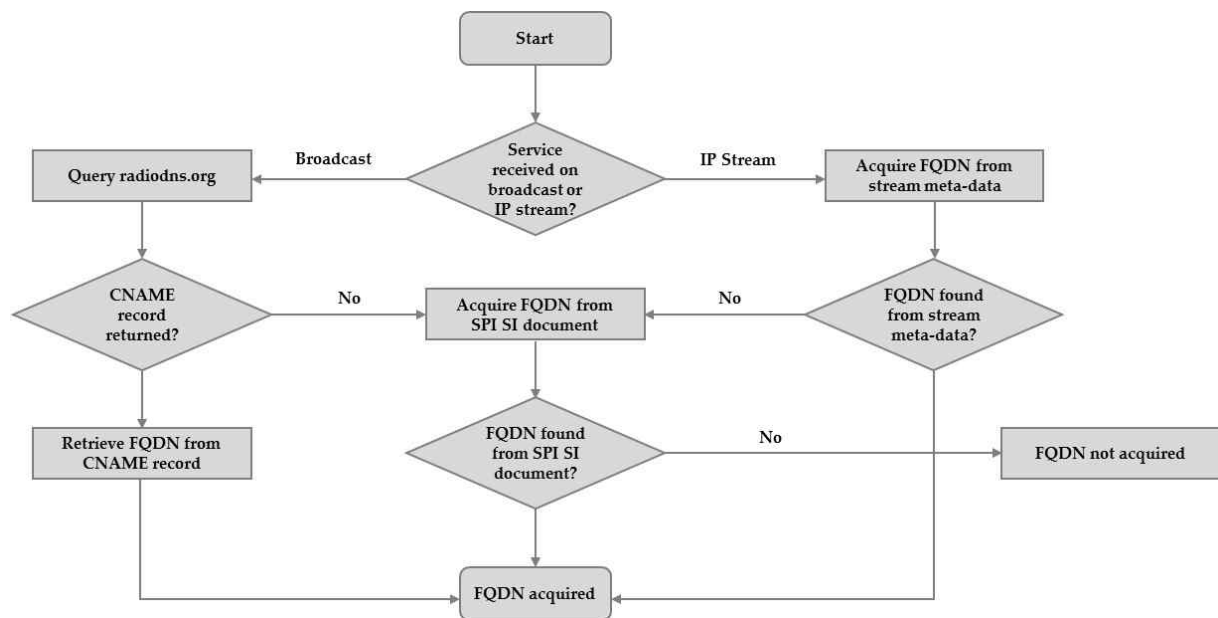 Start
Broadcast
Service
received on
broadcast or
IP stream?
IP Stream
Query radiodns.org
Acquire FQDN from
stream meta-data
CNAME
record
returned?
No
Acquire FQDN from
SPI SI document
No
FQDN found
from stream
meta-data?
Retrieve FQDN from
CNAME record
FQDN found
from SPI SI
document?
No
FQDN not acquired
FQDN acquired